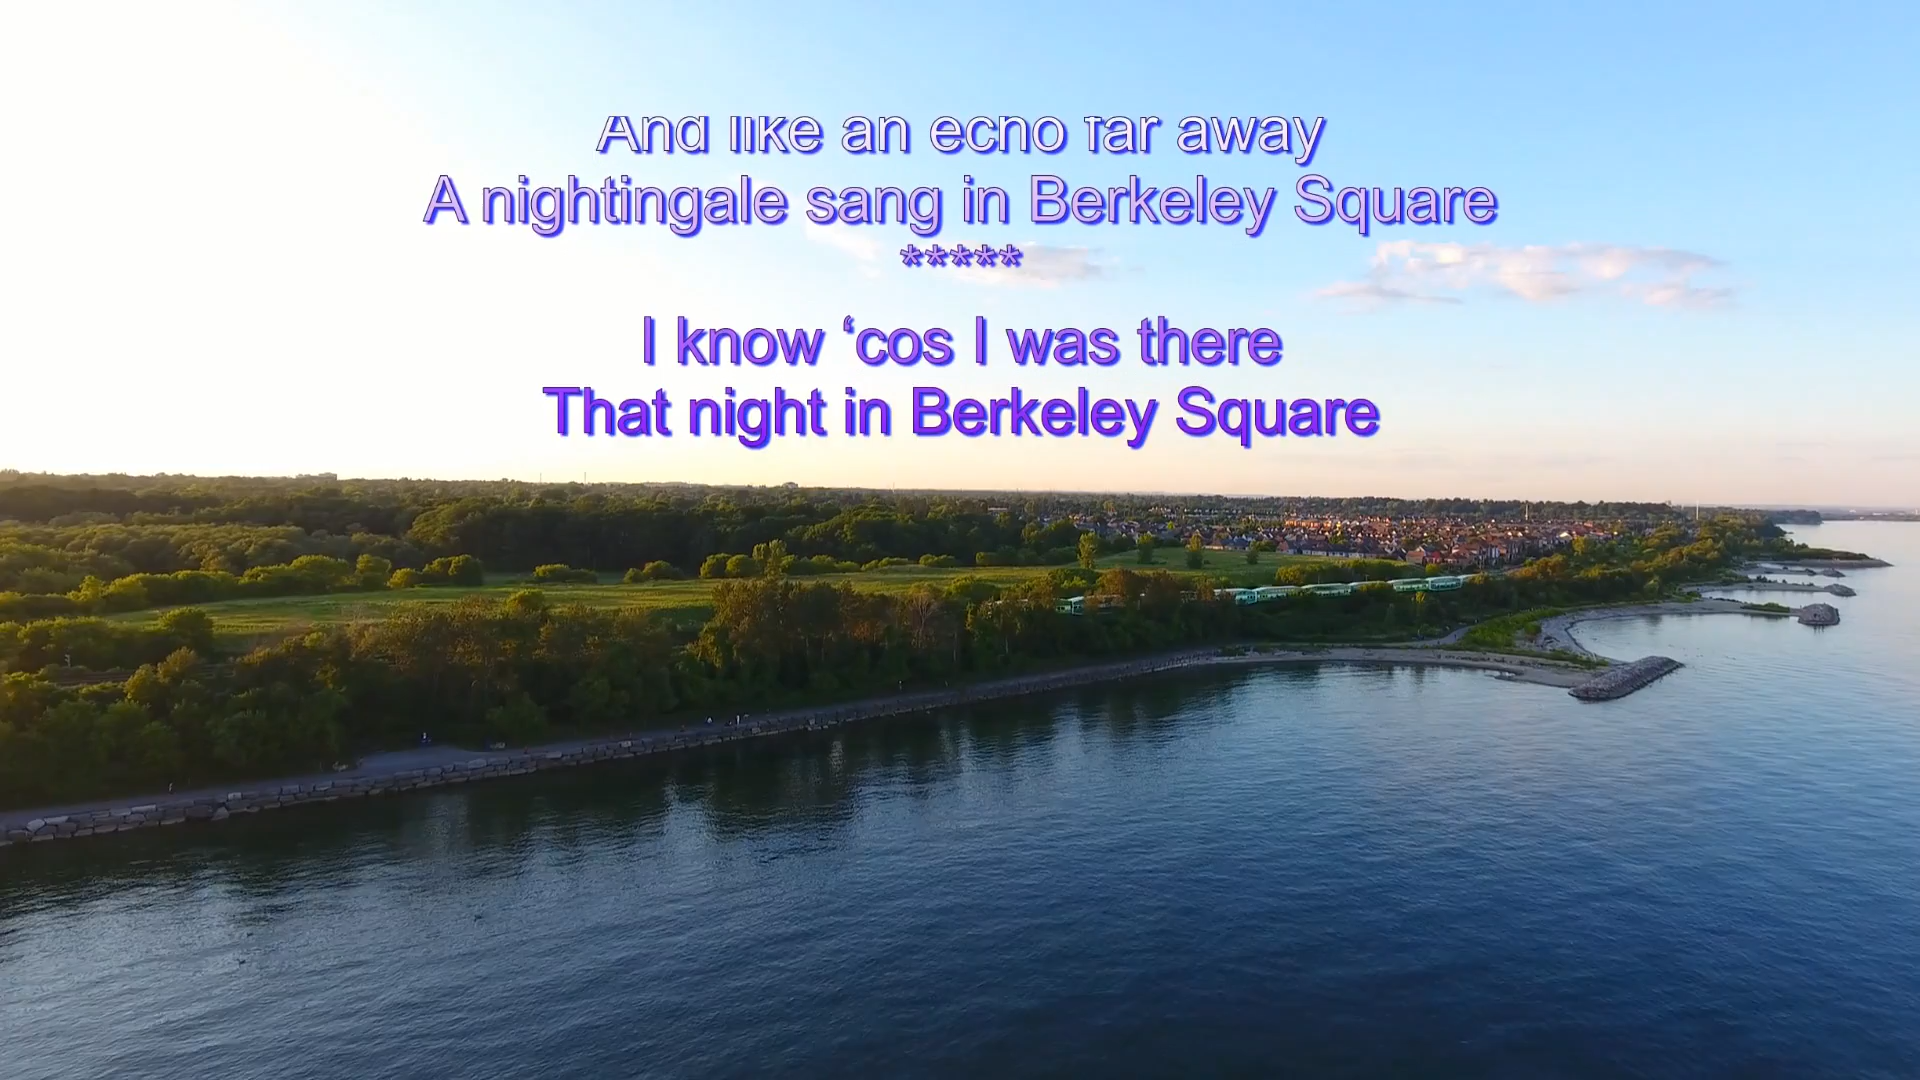 And like an echo far away
A nightingale sang in Berkeley Square
*****
I know ‘cos I was there
That night in Berkeley Square